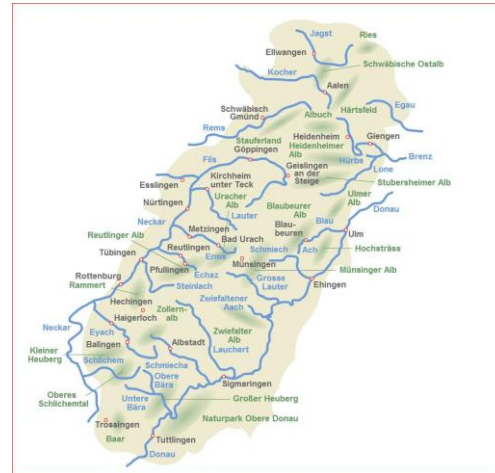 Jagst
Ries
Ellwangen
Schwäbische Ostalb
Kocher
Aalen
Härtsfeld
Egau
Schwäbisch
Gmünd
Albuch
Rems
Stauferland
Heidenheim
Giengen
Göppingen
Heidenheimer
Alb
Fils
Hürbe
Brenz
Geislingen
an der
Steige
Lone
Stubersheimer Alb
Kirchheim
unter Teck
Esslingen
Uracher
Alb
Ulmer
Alb
Donau
Nürtingen
Lauter
Blaubeurer
Alb
Neckar
Metzingen
Blau
Blau-
beuren
Ulm
Reutlinger Alb
Bad Urach
Reutlingen
Schmiech
Ach
Hochsträss
Tübingen
Erms
Münsingen
Pfullingen
Echaz
Münsinger Alb
Rottenburg
Steinlach
Grosse
Lauter
Ehingen
Rammert
Hechingen
Zwiefaltener
Aach
Haigerloch
Zollern-
alb
Neckar
Eyach
Zwiefalter
Alb
Balingen
Albstadt
Lauchert
Kleiner
Heuberg
Schlichem
Schmiecha
Obere
Bära
Sigmaringen
Oberes
Schlichemtal
Untere
Bära
Großer Heuberg
Trossingen
Naturpark Obere Donau
Baar
Tuttlingen
Donau